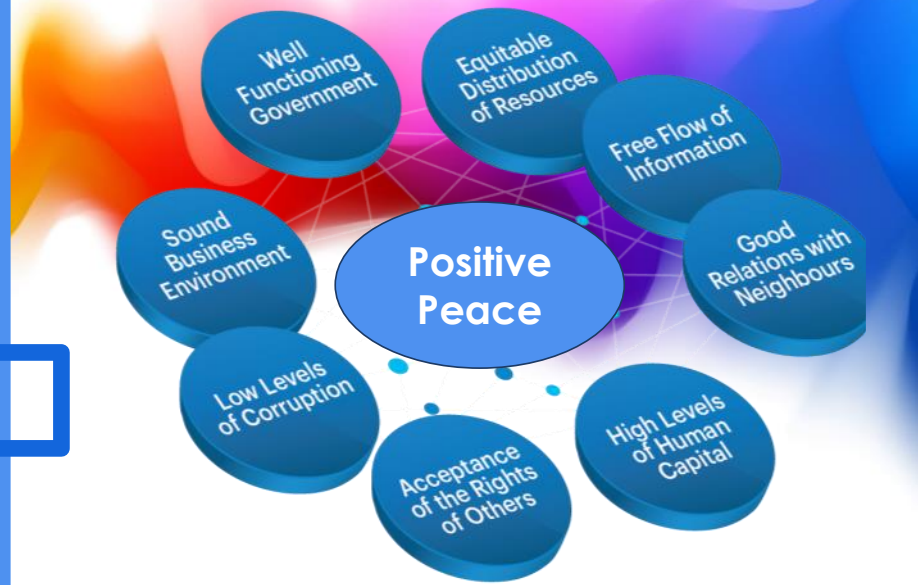 Well
Functioning
Government
Equitable
Distribution
of Resources
Free Flow of
Information
Good
Relations with
Neighbours
High Levels
of Human
Capital
Acceptance
of the Rights
of Others
Low Levels
of Corruption
Sound
Business
Environment
Positive
Peace